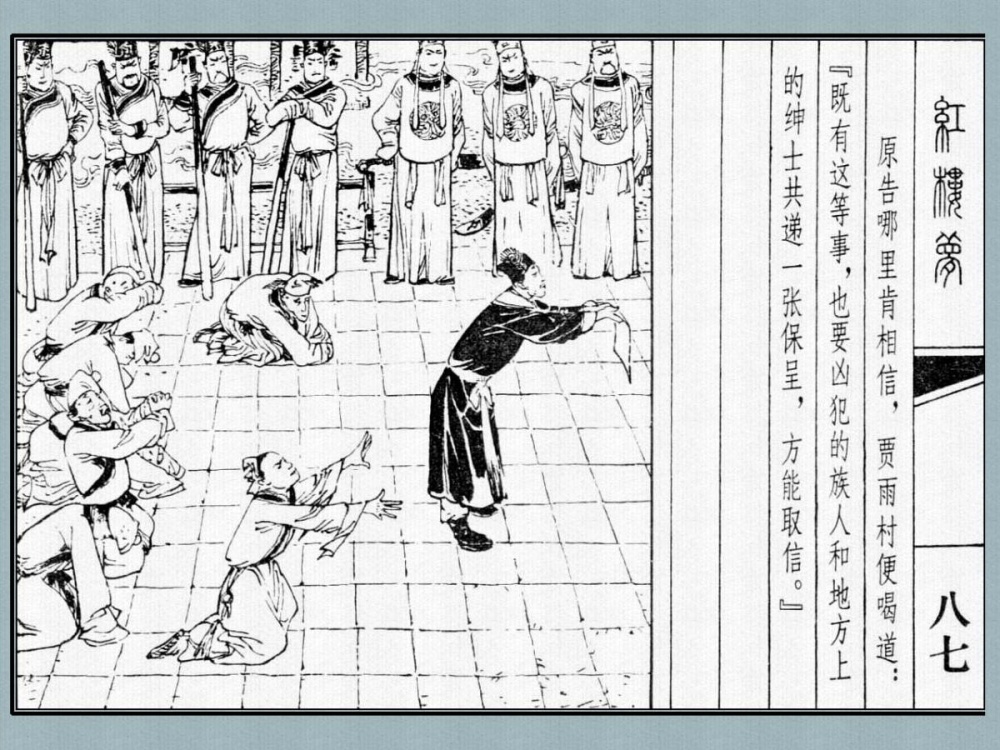 紅樓夢
八七
原告哪里肯相信，贾雨村便喝道：
『既有这等事，也要凶犯的族人和地方上
的绅士共递一张保呈，方能取信。』